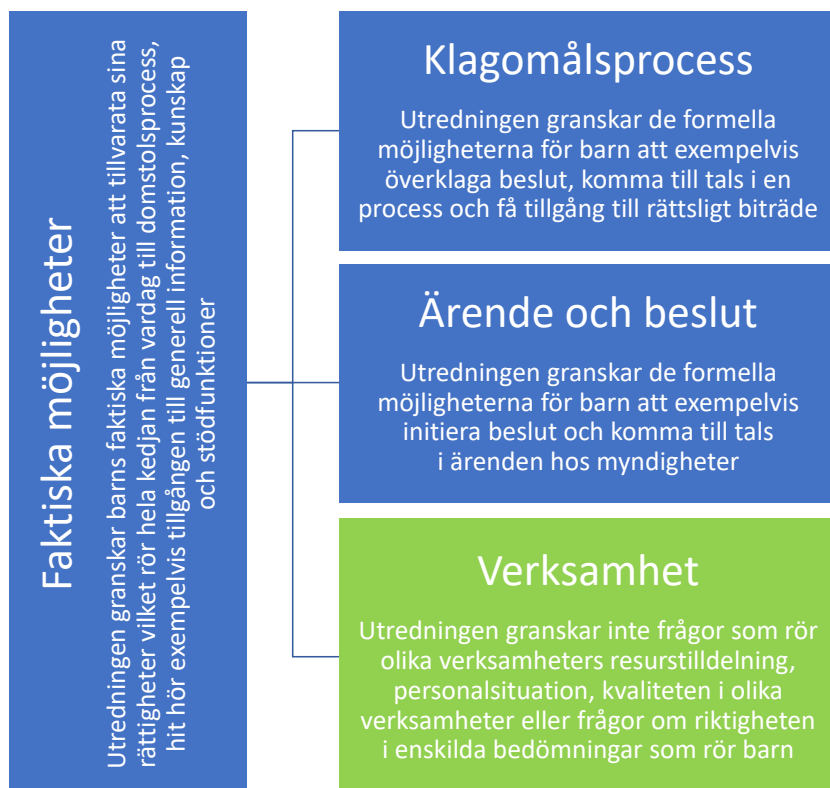 Faktiska möjligheter
Utredningen granskar barns faktiska möjligheter att tillvarata sina
rättigheter vilket rör hela kedjan från vardag till domstolsprocess,
hit hör exempelvis tillgången till generell information, kunskap
och stödfunktioner
Klagomålsprocess
Utredningen granskar de formella
möjligheterna för barn att exempelvis
överklaga beslut, komma till tals i en
process och få tillgång till rättsligt biträde
Ärende och beslut
Utredningen granskar de formella
möjligheterna för barn att exempelvis
initiera beslut och komma till tals
i ärenden hos myndigheter
Verksamhet
Utredningen granskar inte frågor som rör
olika verksamheters resurstilldelning,
personalsituation, kvaliteten i olika
verksamheter eller frågor om riktigheten
i enskilda bedömningar som rör barn